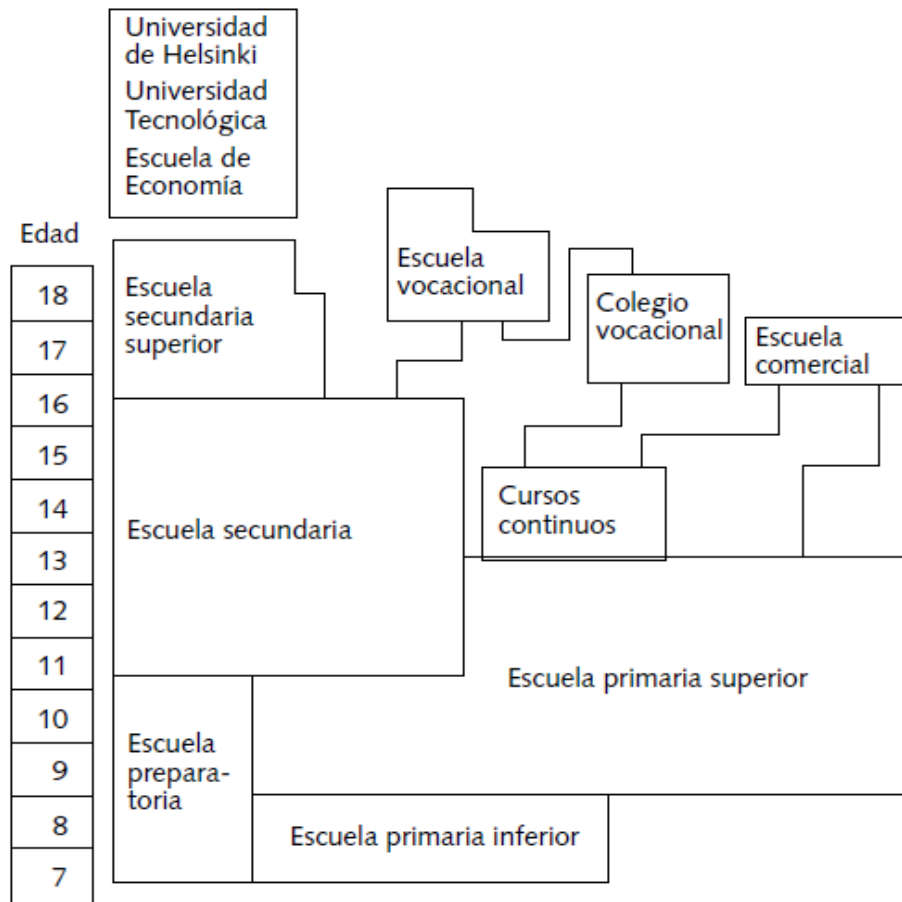 Universidad
de Helsinki
Universidad
Tecnológica
Escuela de
Economía
Edad
18
17
16
15
14
13
12
11
10
9
8
7
Escuela
secundaria
superior
Escuela
vocacional
Colegio
vocacional
Escuela
comercial
Escuela secundaria
Cursos
continuos
Escuela primaria superior
Escuela
prepara-
toria
Escuela primaria inferior